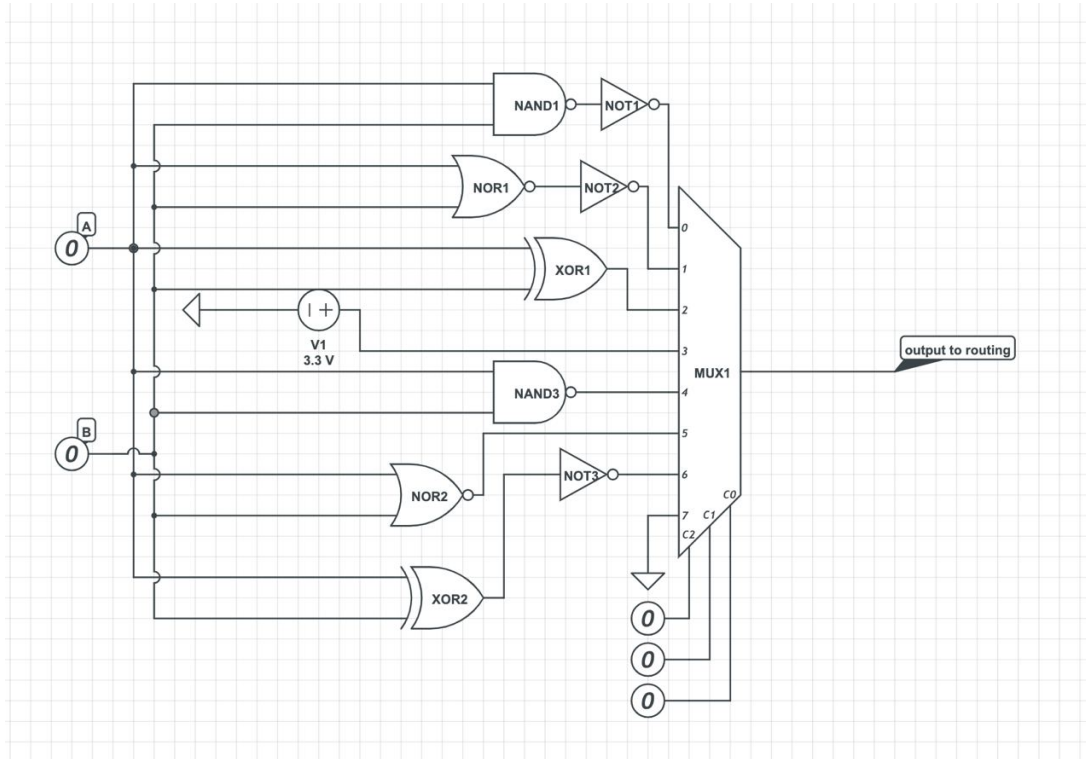 NAND1
NOT1
NOR1
NOT2
A
0
0
XOR1
1
2
V1
3.3 V
3
output to routing
MUX1
NAND3
4
B
0
5
NOT3
6
NOR2
C0
7
C1
C2
XOR2
0
0
0